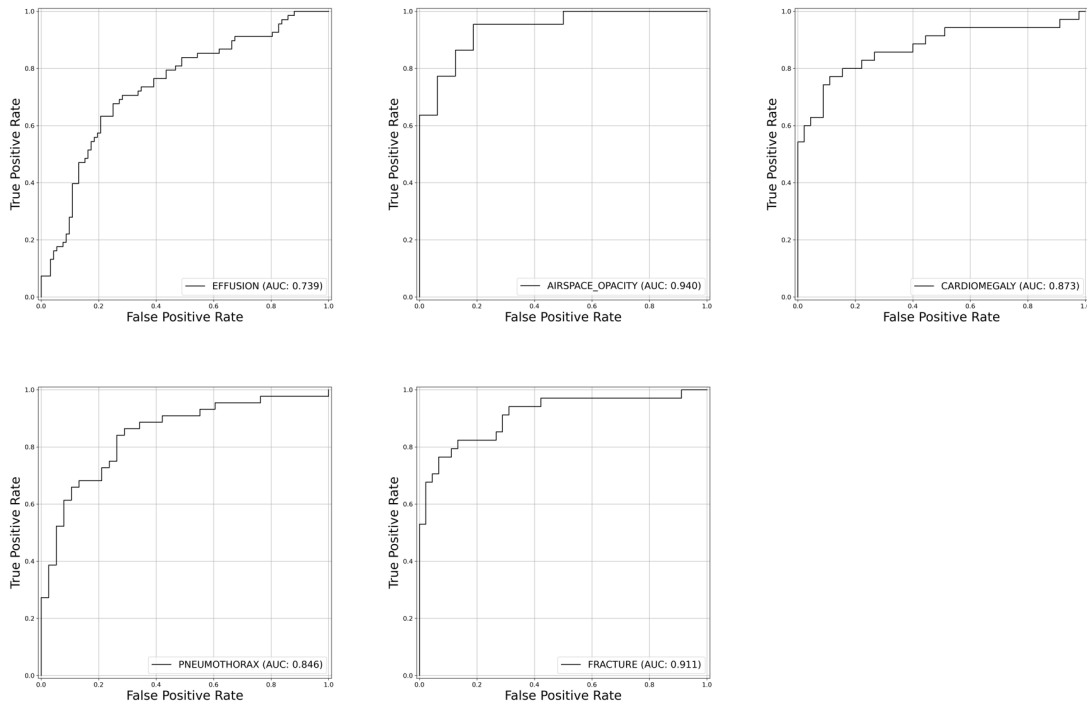 1.0
0.8
0.6
0.4
0.2
0.0
True Positive Rate
EFFUSION (AUC: 0.739)
0.0 0.2 0.4 0.6 0.8 1.0
False Positive Rate
1.0
0.8
0.6
0.4
0.2
0.0
True Positive Rate
AIRSPACE_OPACITY (AUC: 0.940)
0.0 0.2 0.4 0.6 0.8 1.0
False Positive Rate
1.0
0.8
0.6
0.4
0.2
0.0
True Positive Rate
CARDIOMEGALY (AUC: 0.873)
0.0 0.2 0.4 0.6 0.8 1.0
False Positive Rate
1.0
0.8
0.6
0.4
0.2
0.0
True Positive Rate
PNEUMOTHORAX (AUC: 0.846)
0.0 0.2 0.4 0.6 0.8 1.0
False Positive Rate
1.0
0.8
0.6
0.4
0.2
0.0
True Positive Rate
FRACTURE (AUC: 0.911)
0.0 0.2 0.4 0.6 0.8 1.0
False Positive Rate